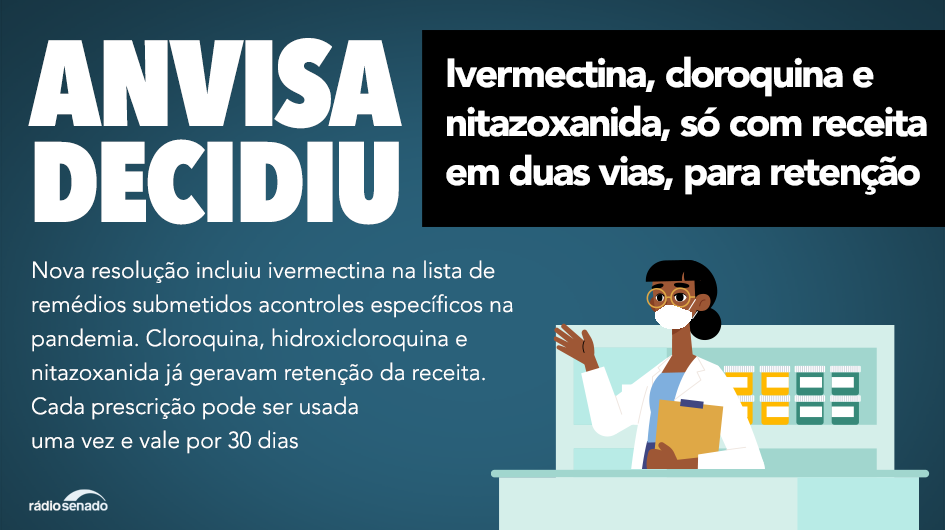 ANVISA
DECIDIU
Ivermectina, cloroquina e
nitazoxanida, só com receita
em duas vias, para retenção
Nova resolução incluiu ivermectina na lista de
remédios submetidos acontroles específicos na
pandemia. Cloroquina, hidroxicloroquina e
nitazoxanida já geravam retenção da receita.
Cada prescrição pode ser usada
uma vez e vale por 30 dias
rádiosenado